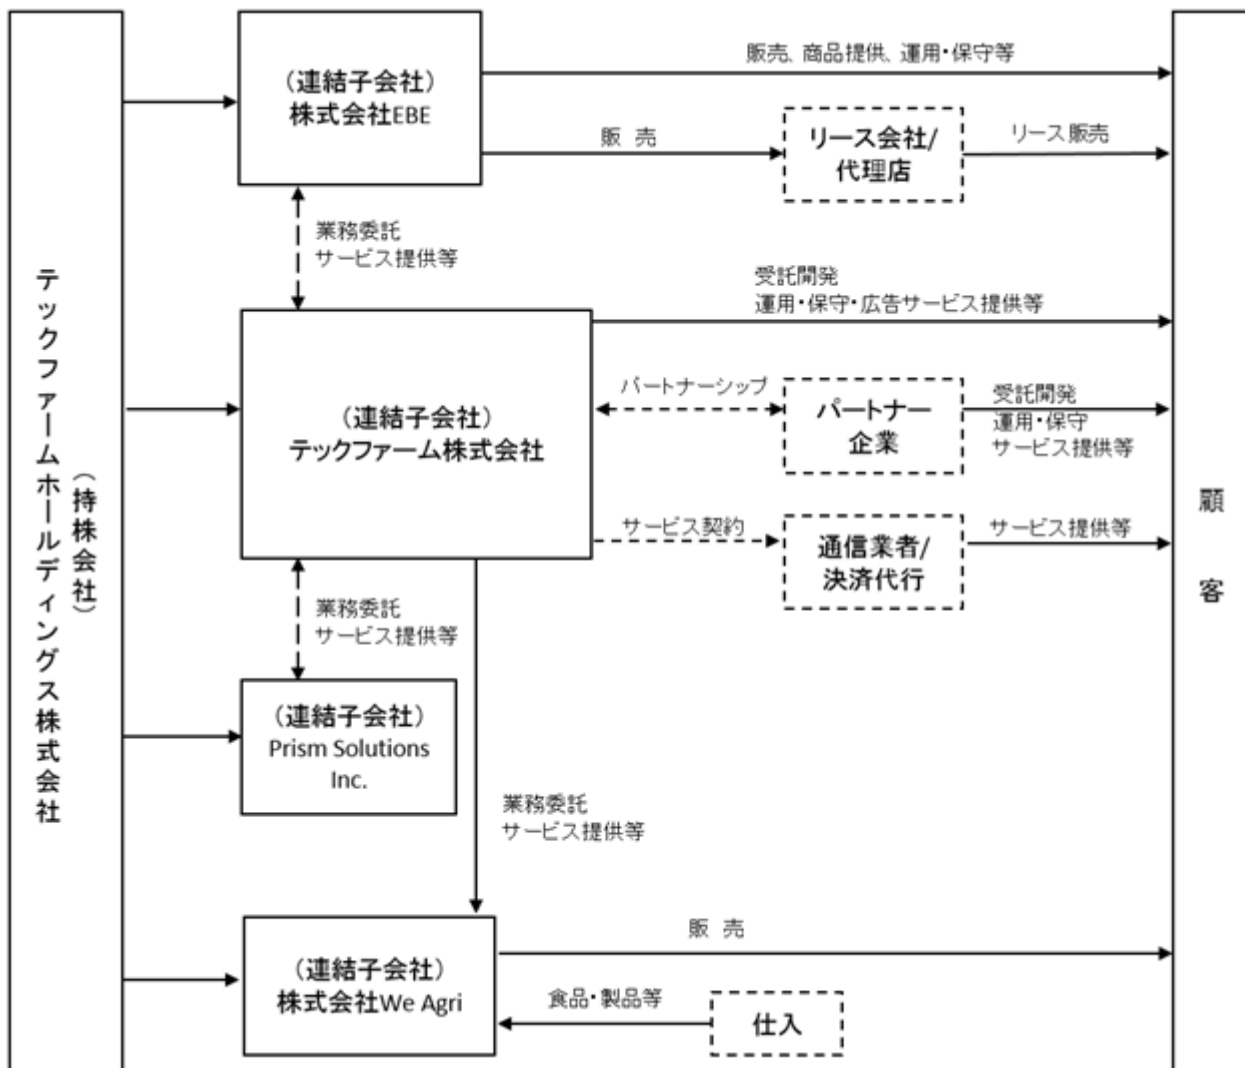 テックファームホールディングス株式会社
（持株会社）
（連結子会社）
株式会社EBE
販売、商品提供、運用・保守等
販 売
リース会社/
代理店
リース販売
業務委託
サービス提供等
（連結子会社）
テックファーム株式会社
受託開発
運用・保守・広告サービス提供等
パートナーシップ
パートナー
企業
受託開発
運用・保守
サービス提供等
サービス契約
通信業者/
決済代行
サービス提供等
業務委託
サービス提供等
（連結子会社）
Prism Solutions
Inc.
業務委託
サービス提供等
（連結子会社）
株式会社We Agri
販 売
食品・製品等
仕入
顧 客